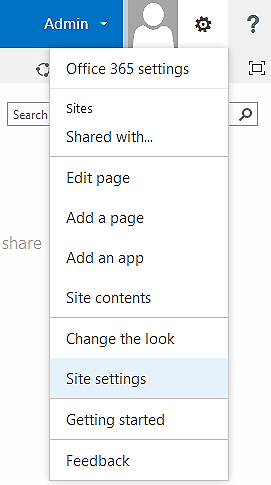 Admin
?
Office 365 settings
Sites
Shared with...
Search
Edit page
Add a page
share
Add an app
Site contents
Change the look
Site settings
Getting started
Feedback